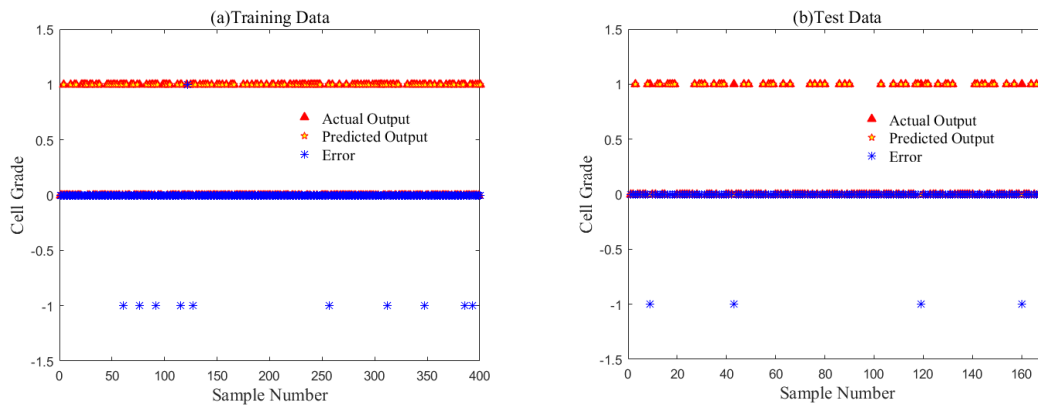 (a)Training Data
1.5
1
0.5
0
-0.5
-1
-1.5
Cell Grade
Actual Output
Predicted Output
Error
0 50 100 150 200 250 300 350 400
Sample Number
(b)Test Data
1.5
1
0.5
0
-0.5
-1
-1.5
Cell Grade
Actual Output
Predicted Output
Error
0 20 40 60 80 100 120 140 160
Sample Number